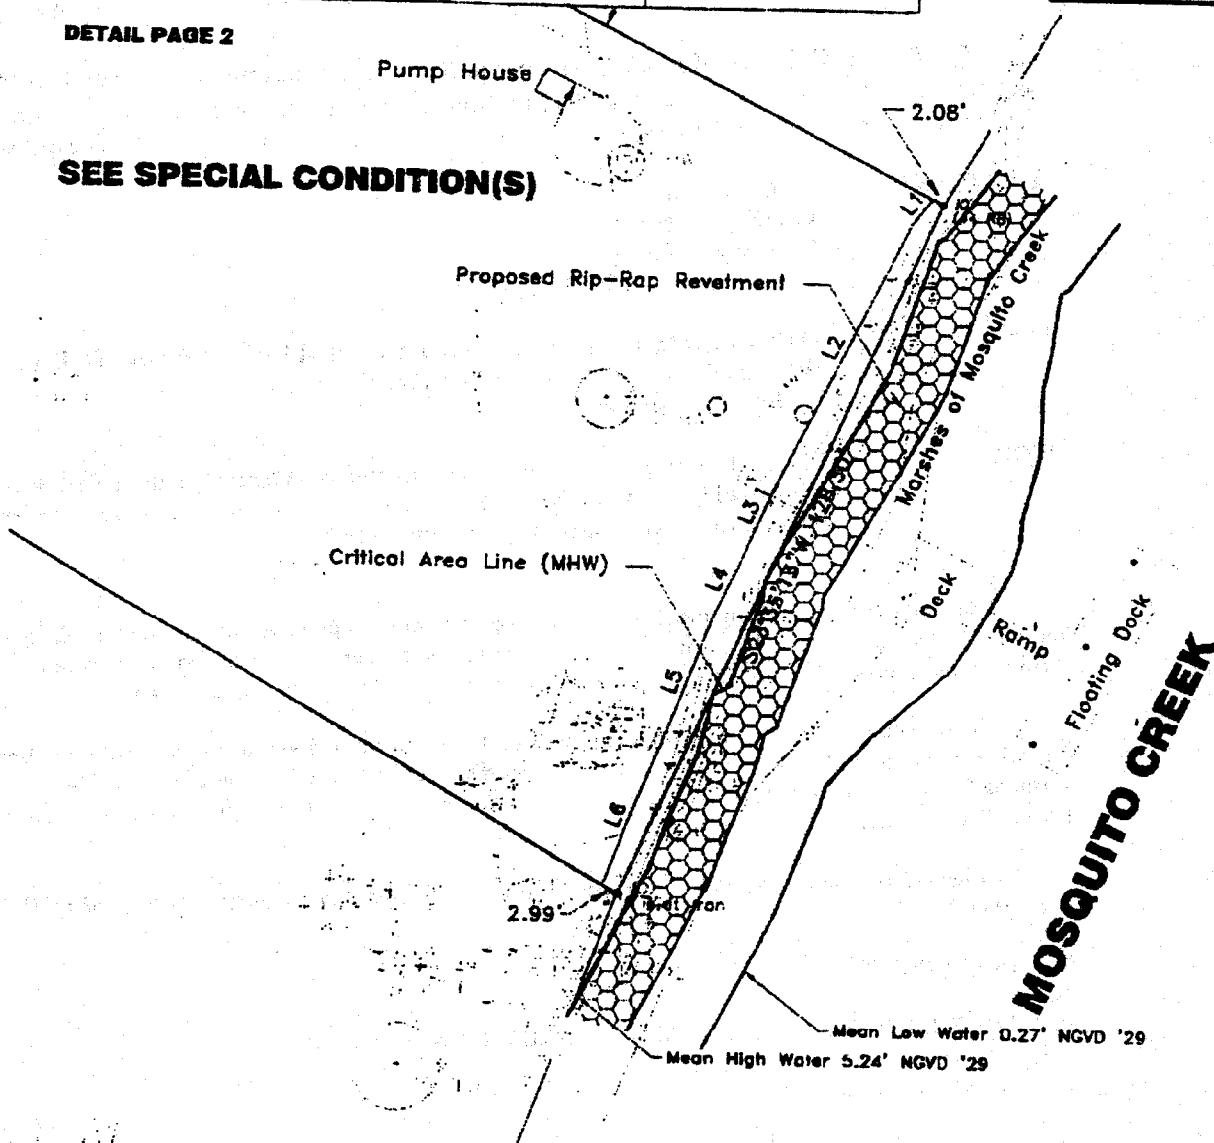 DETAIL PAGE 2
Pump House
2.08'
SEE SPECIAL CONDITION(S)
L1
Proposed Rip-Rap Revetment
Marshes of Mosquito Creek
L2
L3
Critical Area Line (MHW)
L4
Dock
Ramp
Floating Dock
L5
MOSQUITO CREEK
L6
2.99'
Mean Low Water 0.27' NGVD '29
Mean High Water 5.24' NGVD '29